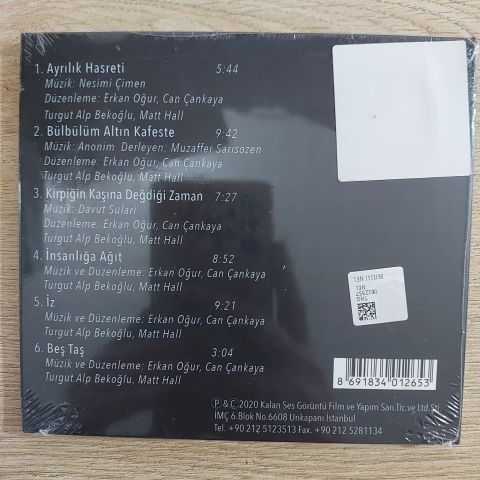 1. Ayrılık Hasreti 5:44
Müzik: Nesimi Çimen
Düzenleme: Erkan Oğur, Can Çankaya
Turgut Alp Bekoğlu, Matt Hall
2. Bülbülüm Altın Kafeste 9:42
Müzik: Anonim Derleyen: Muzaffer Sarısözen
Düzenleme: Erkan Oğur, Can Çankaya
Turgut Alp Bekoğlu, Matt Hall
3. Kirpiğin Kaşına Değdiği Zaman 7:27
Müzik: Davut Sulari
Düzenleme: Erkan Oğur, Can Çankaya
Turgut Alp Bekoğlu, Matt Hall
4. İnsanlığa Ağıt 8:52
Müzik ve Düzenleme: Erkan Oğur, Can Çankaya
Turgut Alp Bekoğlu, Matt Hall
5. İz 9:21
Müzik ve Düzenleme: Erkan Oğur, Can Çankaya
Turgut Alp Bekoğlu, Matt Hall
6. Beş Taş 3:04
Müzik ve Düzenleme: Erkan Oğur, Can Çankaya
Turgut Alp Bekoğlu, Matt Hall
THG
0612557
NEL
8 691834 012653
℗ & © 2020 Kalan Ses Görüntü Film ve Yapım San.Tic.ve Ltd.Şti.
İMÇ 6.Blok No.6608 Unkapanı İstanbul
Tel. +90 212 5123513 Fax. +90 212 5281134